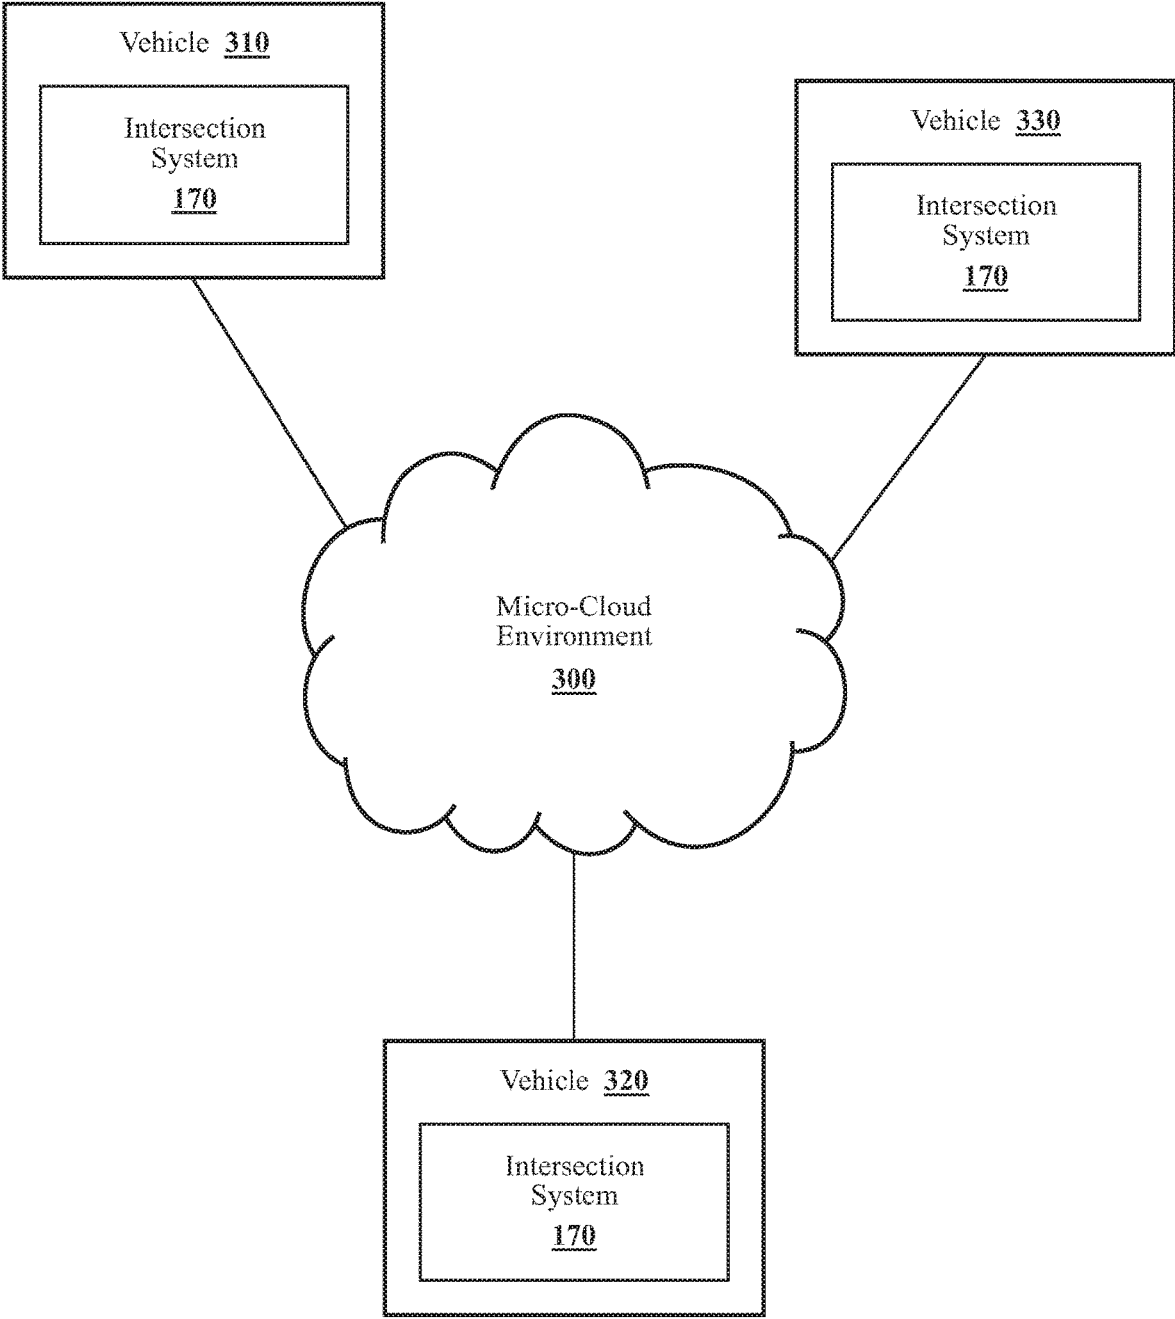 Vehicle 310
Intersection
System
170
Vehicle 330
Intersection
System
170
Micro-Cloud
Environment
300
Vehicle 320
Intersection
System
170